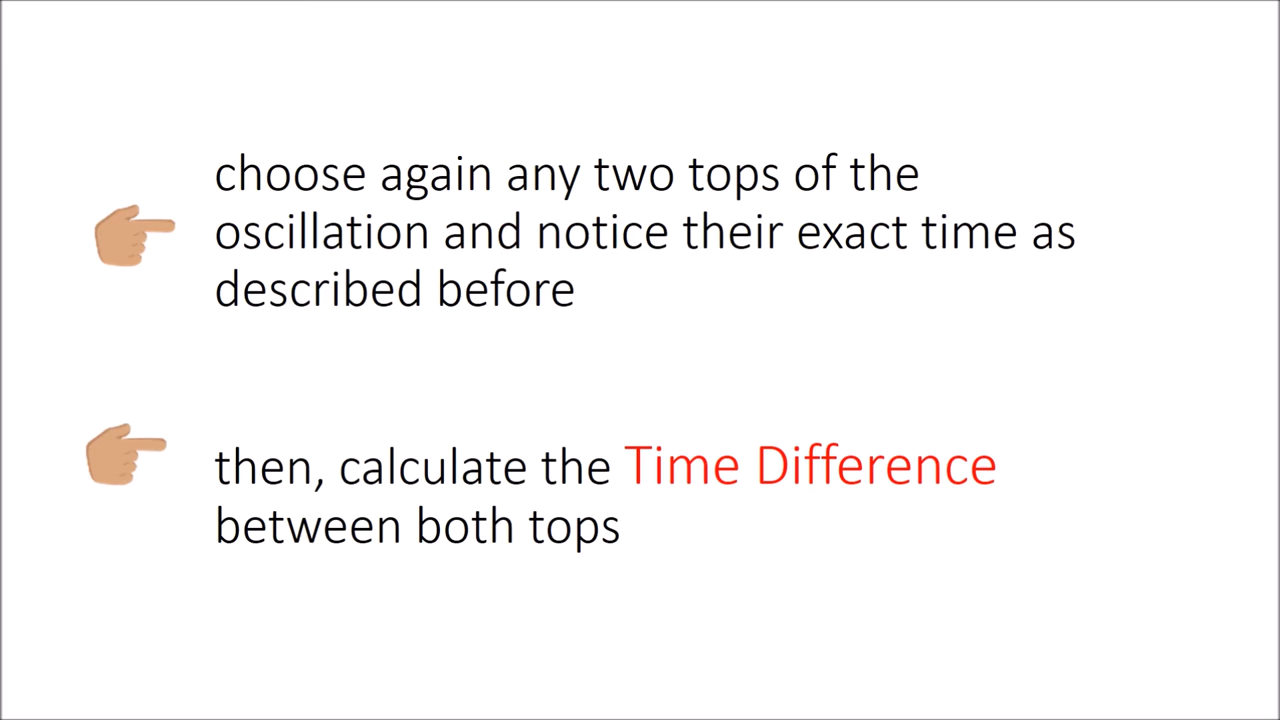 choose again any two tops of the
oscillation and notice their exact time as
described before
then, calculate the Time Difference
between both tops